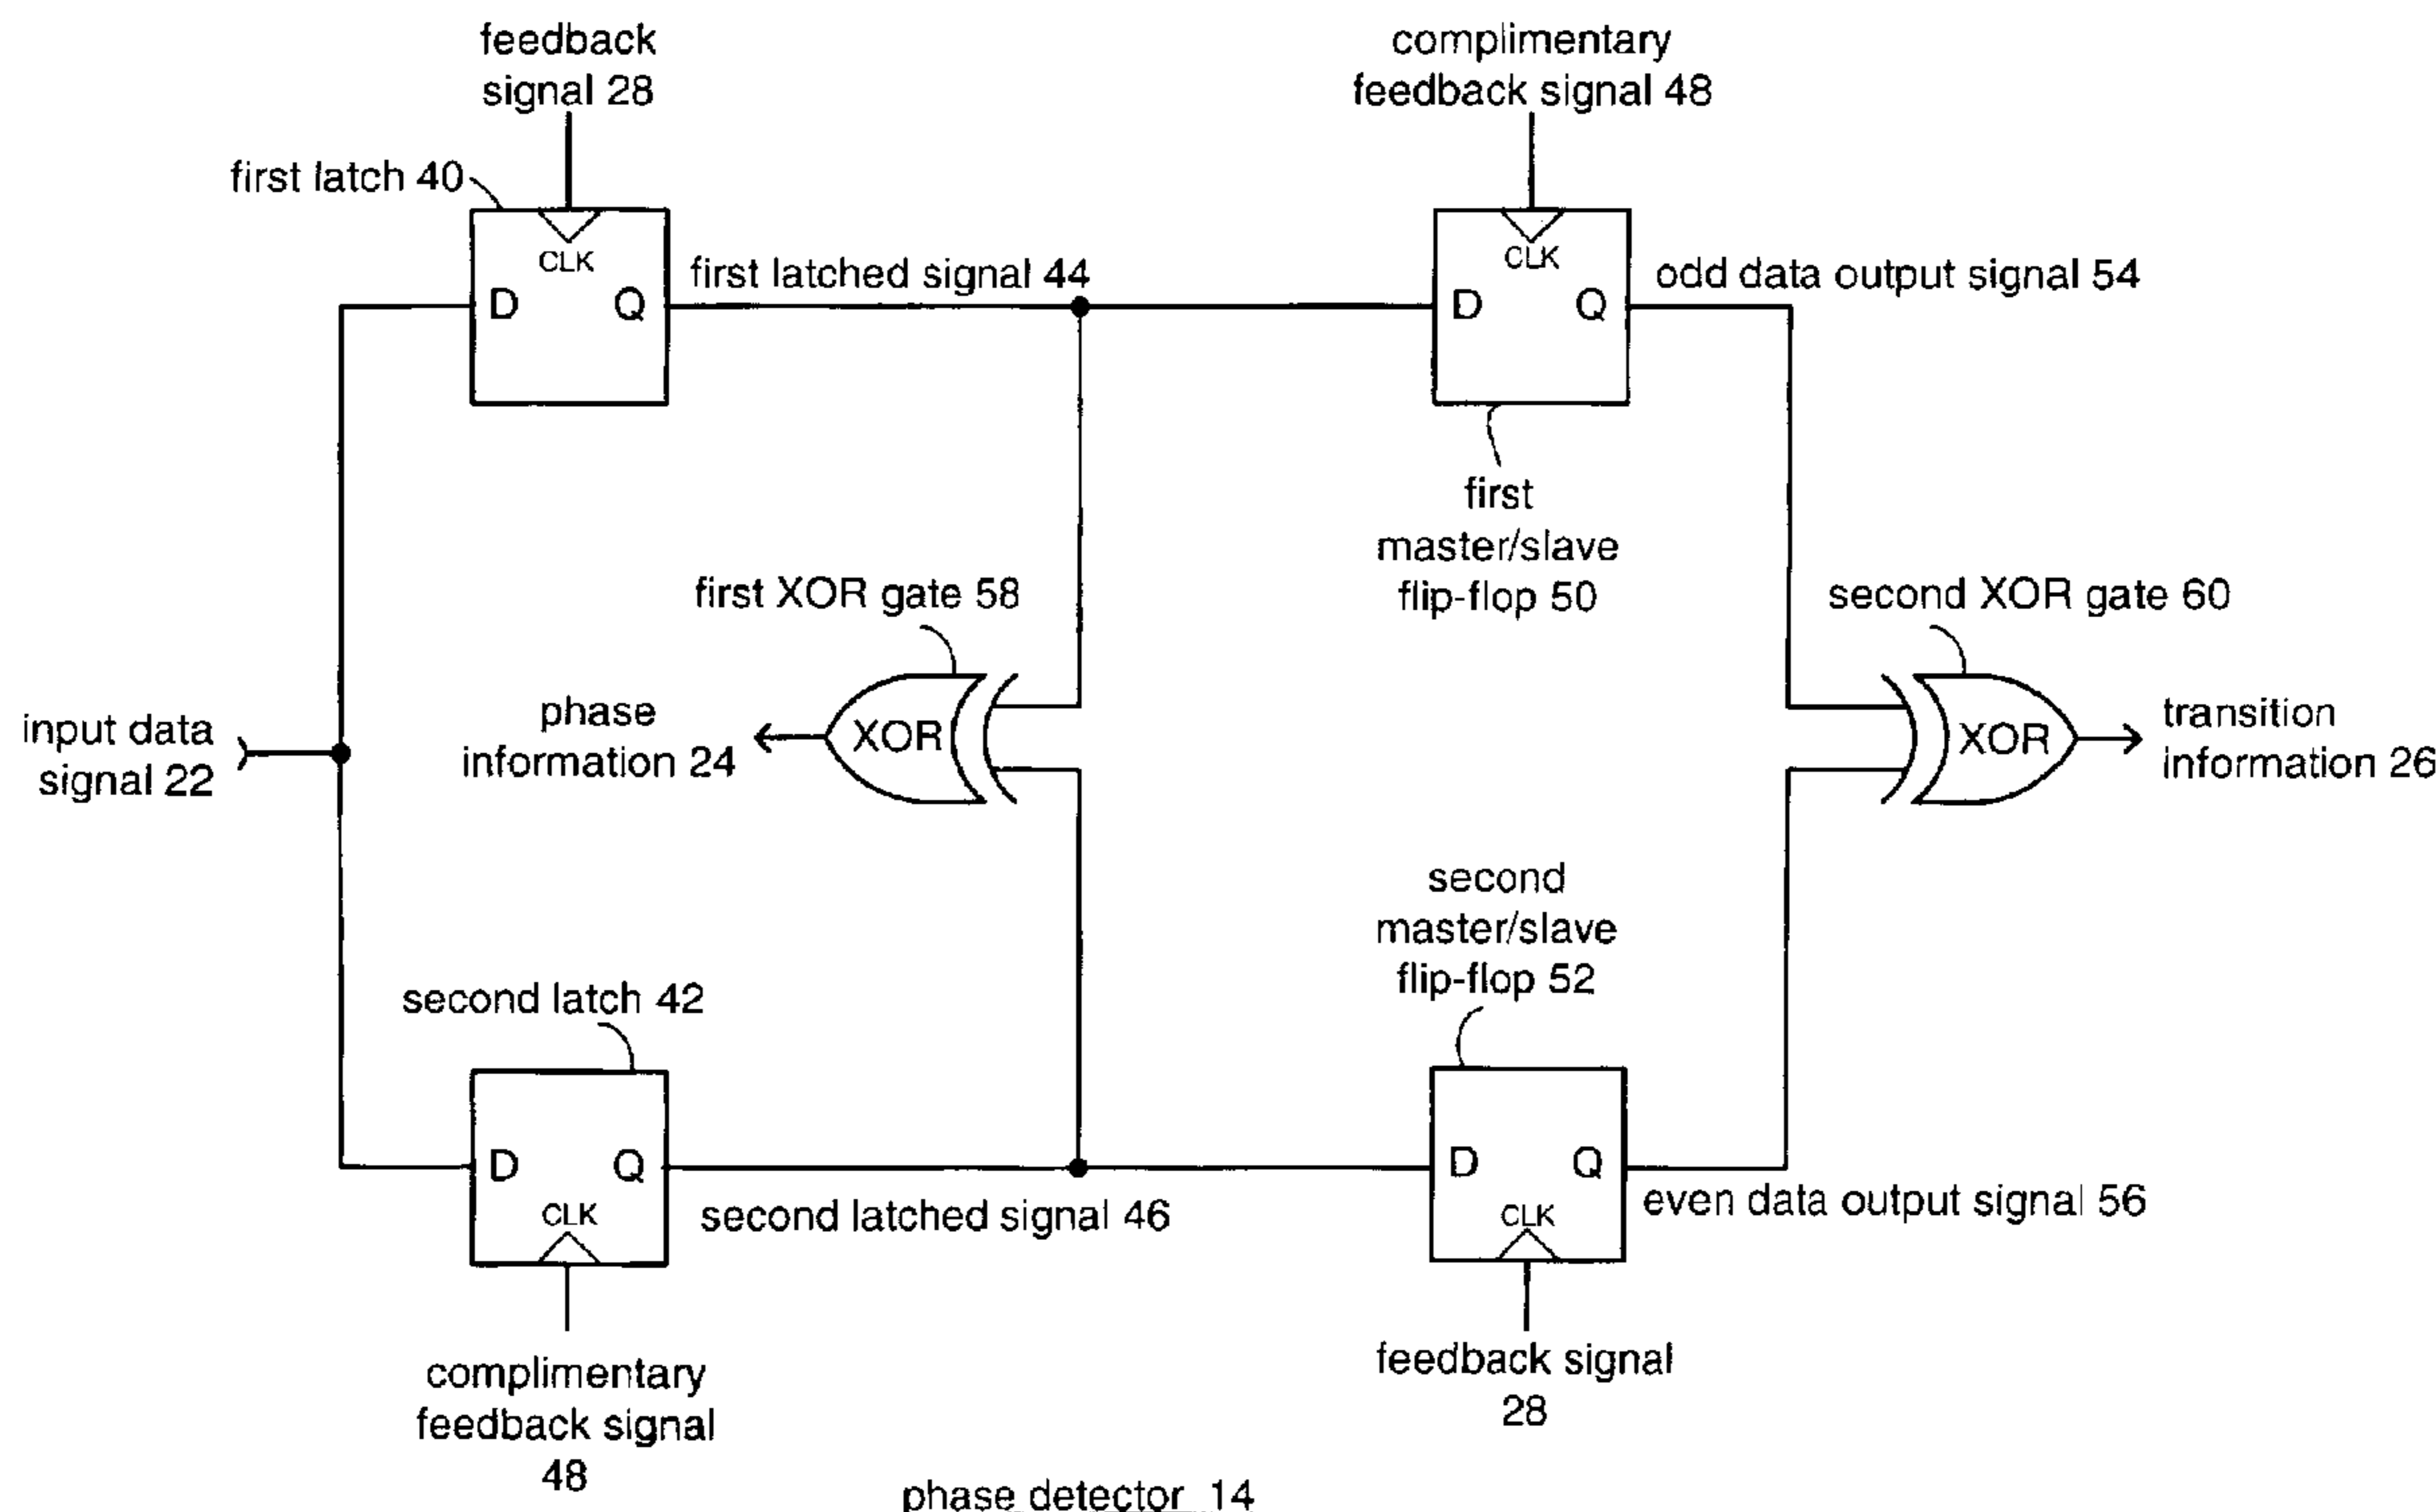 feedback
signal 28
complimentary
feedback signal 48
first latch 40
CLK
D
Q
first latched signal 44
CLK
D
Q
odd data output signal 54
first
master/slave
flip-flop 50
first XOR gate 58
second XOR gate 60
input data
signal 22
phase
information 24
XOR
XOR
transition
information 26
second
master/slave
flip-flop 52
second latch 42
D
Q
CLK
second latched signal 46
D
Q
CLK
even data output signal 56
complimentary
feedback signal
48
feedback signal
28
phase detector 14